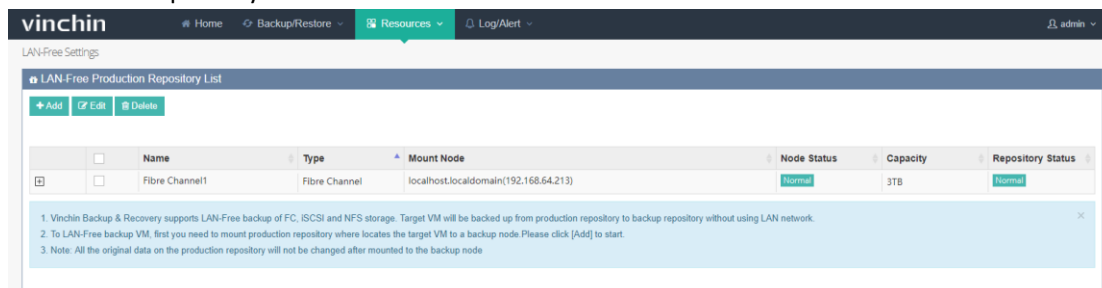 vinchin Home Backup/Restore Resources Log/Alert admin
LAN-Free Settings
LAN-Free Production Repository List
Add Edit Delete
Name Type Mount Node Node Status Capacity Repository Status
Fibre Channel1 Fibre Channel localhost.localdomain(192.168.64.213) Normal 3TB Normal
1. Vinchin Backup & Recovery supports LAN-Free backup of FC, iSCSI and NFS storage. Target VM will be backed up from production repository to backup repository without using LAN network.
2. To LAN-Free backup VM, first you need to mount production repository where locates the target VM to a backup node.Please click [Add] to start.
3. Note: All the original data on the production repository will not be changed after mounted to the backup node